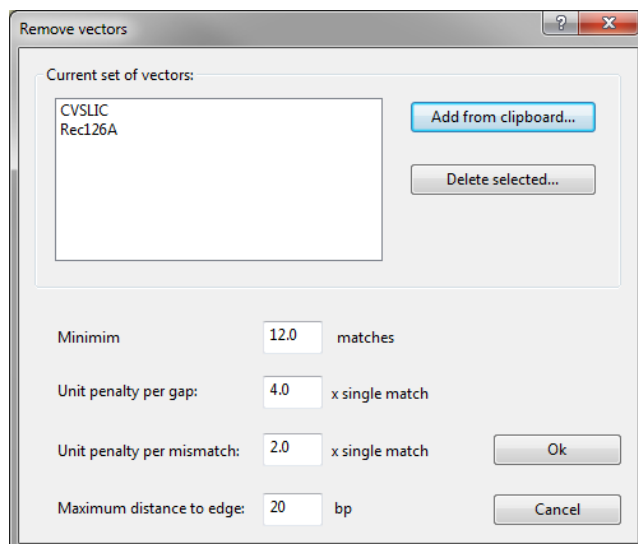 Remove vectors
?
Current set of vectors:
CVSLIC
Rec126A
Add from clipboard...
Delete selected...
Minimim 12.0 matches
Unit penalty per gap: 4.0 x single match
Unit penalty per mismatch: 2.0 x single match
Ok
Maximum distance to edge: 20 bp
Cancel